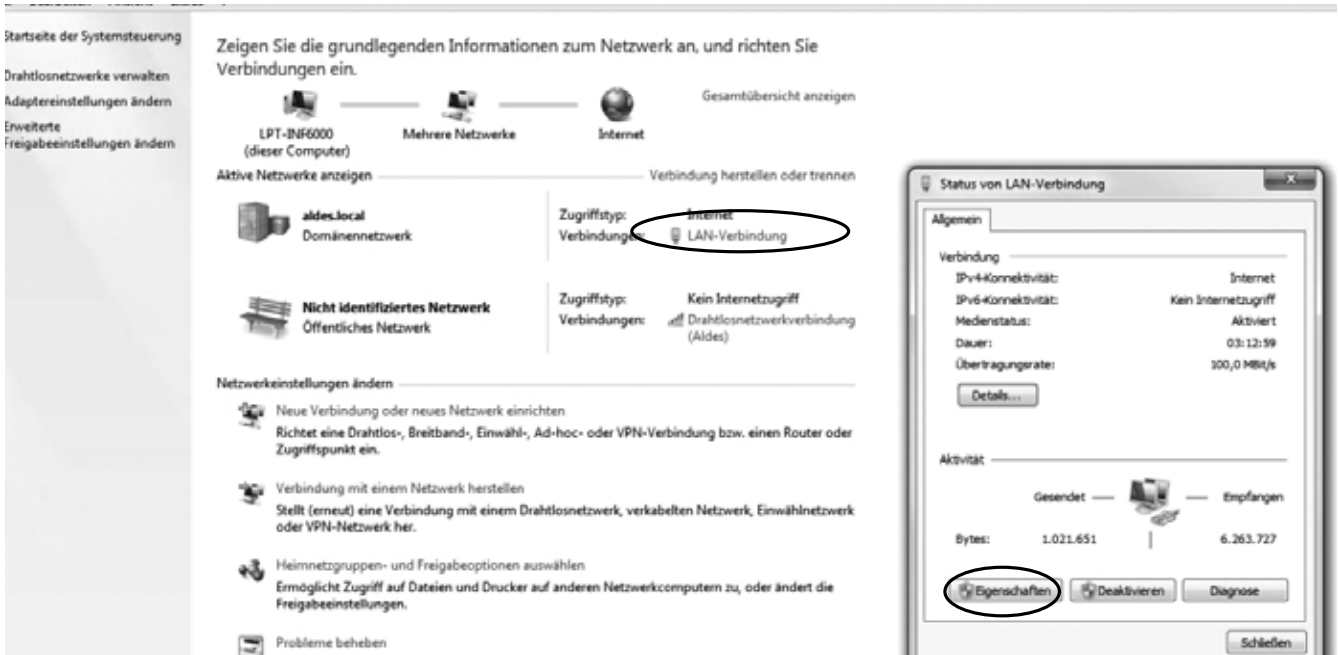 Startseite der Systemsteuerung
Drahtlosnetzwerke verwalten
Adaptereinstellungen ändern
Erweiterte
Freigabeeinstellungen ändern
Zeigen Sie die grundlegenden Informationen zum Netzwerk an, und richten Sie
Verbindungen ein.
Gesamtübersicht anzeigen
LPT-INF6000
(dieser Computer)
Mehrere Netzwerke
Internet
Aktive Netzwerke anzeigen
Verbindung herstellen oder trennen
aldes.local
Domänennetzwerk
Zugriffstyp: Internet
Verbindungen: LAN-Verbindung
Nicht identifiziertes Netzwerk
Öffentliches Netzwerk
Zugriffstyp: Kein Internetzugriff
Verbindungen: Drahtlosnetzwerkverbindung
(Aldes)
Netzwerkeinstellungen ändern
Neue Verbindung oder neues Netzwerk einrichten
Richtet eine Drahtlos-, Breitband-, Einwähl-, Ad-hoc- oder VPN-Verbindung bzw. einen Router oder
Zugriffspunkt ein.
Verbindung mit einem Netzwerk herstellen
Stellt (erneut) eine Verbindung mit einem Drahtlosnetzwerk, verkabelten Netzwerk, Einwählnetzwerk
oder VPN-Netzwerk her.
Heimnetzgruppen- und Freigabeoptionen auswählen
Ermöglicht Zugriff auf Dateien und Drucker auf anderen Netzwerkcomputern zu, oder ändert die
Freigabeeinstellungen.
Probleme beheben
Status von LAN-Verbindung
Allgemein
Verbindung
IPv4-Konnektivität: Internet
IPv6-Konnektivität: Kein Internetzugriff
Medienstatus: Aktiviert
Dauer: 03:12:59
Übertragungsrate: 100,0 MBit/s
Details...
Aktivität
Gesendet Empfangen
Bytes: 1.021.651 6.263.727
Eigenschaften Deaktivieren Diagnose
Schließen